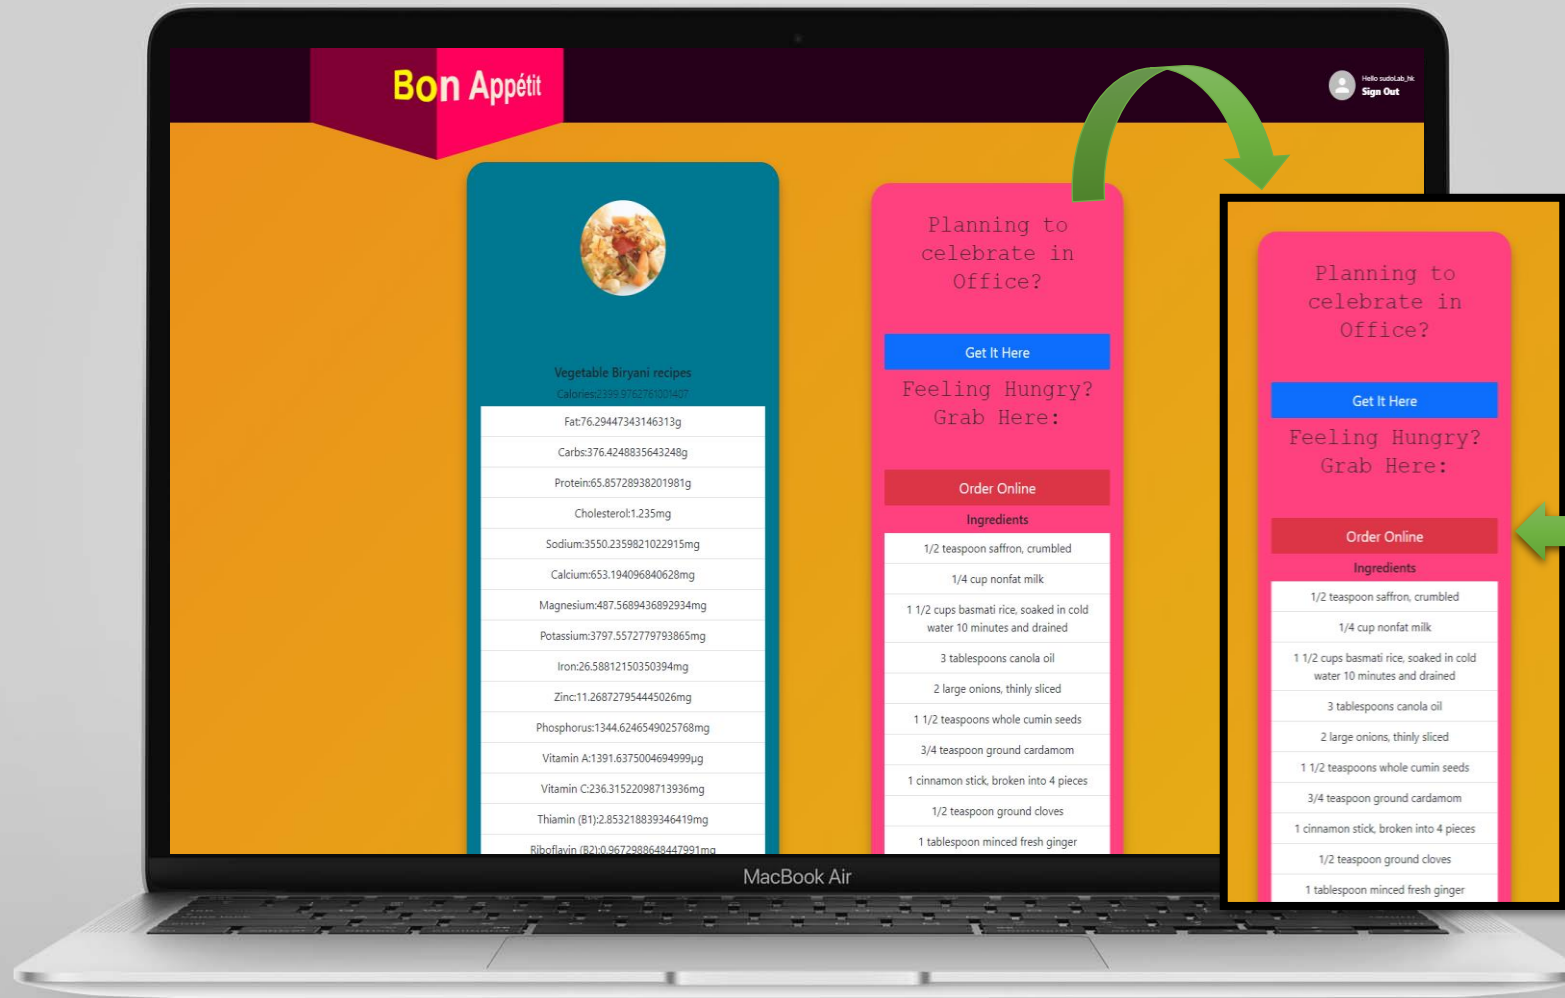 Bon Appétit
Hello sudoLab_hk
Sign Out
Vegetable Biryani recipes
Calories:2399.9762761001407
Fat:76.29447343146313g
Carbs:376.4248835643248g
Protein:65.85728938201981g
Cholesterol:1.235mg
Sodium:3550.2359821022915mg
Calcium:653.194096840628mg
Magnesium:487.5689436892934mg
Potassium:3797.5572779793865mg
Iron:26.58812150350394mg
Zinc:11.268727954445026mg
Phosphorus:1344.6246549025768mg
Vitamin A:1391.6375004694999µg
Vitamin C:236.31522098713936mg
Thiamin (B1):2.853218839346419mg
Riboflavin (B2):0.9672988648447991mg
Planning to
celebrate in
Office?
Get It Here
Feeling Hungry?
Grab Here:
Order Online
Ingredients
1/2 teaspoon saffron, crumbled
1/4 cup nonfat milk
1 1/2 cups basmati rice, soaked in cold
water 10 minutes and drained
3 tablespoons canola oil
2 large onions, thinly sliced
1 1/2 teaspoons whole cumin seeds
3/4 teaspoon ground cardamom
1 cinnamon stick, broken into 4 pieces
1/2 teaspoon ground cloves
1 tablespoon minced fresh ginger
Planning to
celebrate in
Office?
Get It Here
Feeling Hungry?
Grab Here:
Order Online
Ingredients
1/2 teaspoon saffron, crumbled
1/4 cup nonfat milk
1 1/2 cups basmati rice, soaked in cold
water 10 minutes and drained
3 tablespoons canola oil
2 large onions, thinly sliced
1 1/2 teaspoons whole cumin seeds
3/4 teaspoon ground cardamom
1 cinnamon stick, broken into 4 pieces
1/2 teaspoon ground cloves
1 tablespoon minced fresh ginger
MacBook Air